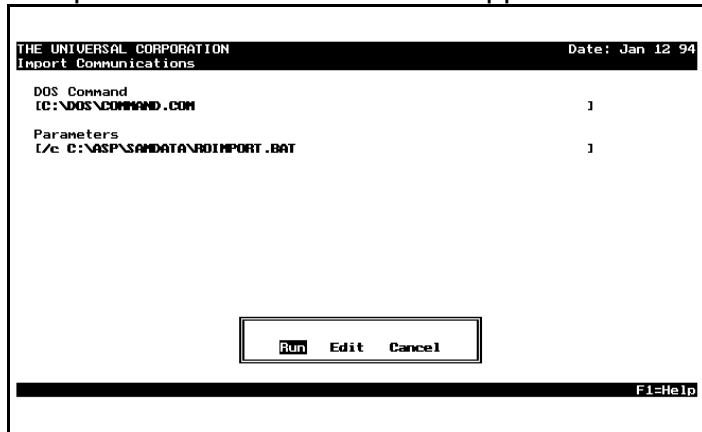 THE UNIVERSAL CORPORATION Date: Jan 12 94
Import Communications
DOS Command
[C:\DOS\COMMAND.COM ]
Parameters
[/c C:\ASP\SAMDATA\ROIMPORT.BAT ]
Run Edit Cancel
F1=Help